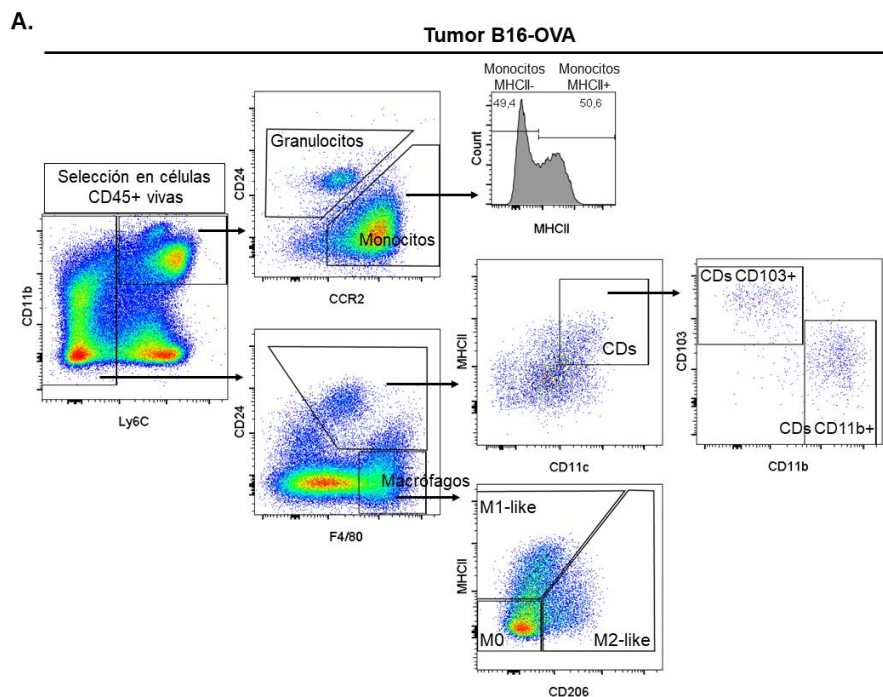 A.
Tumor B16-OVA
Monocitos
MHCII-
Monocitos
MHCII+
49,4
50,6
Count
MHCII
Granulocitos
Monocitos
CD24
CCR2
Selección en células
CD45+ vivas
CD11b
Ly6C
CD24
Macrófagos
F4/80
MHCII
CDs
CD11c
CDs CD103+
CD103
CDs CD11b+
CD11b
M1-like
MHCII
M0
M2-like
CD206